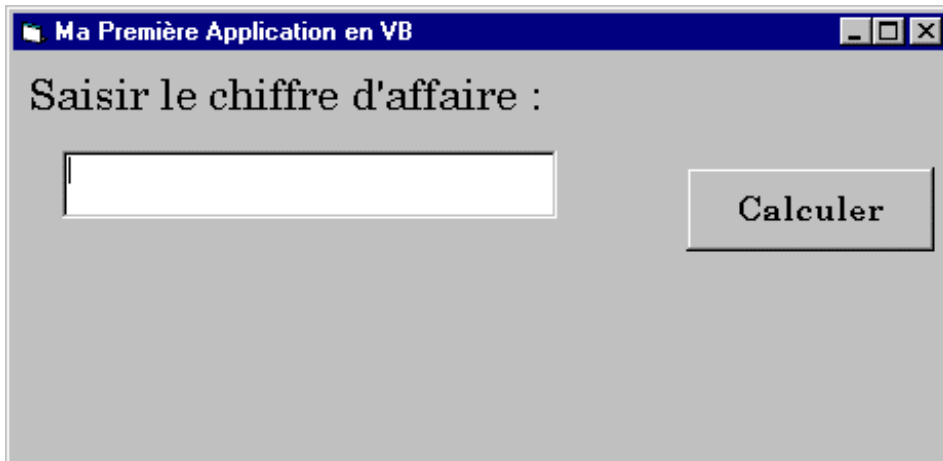 Ma Première Application en VB
Saisir le chiffre d'affaire :
Calculer